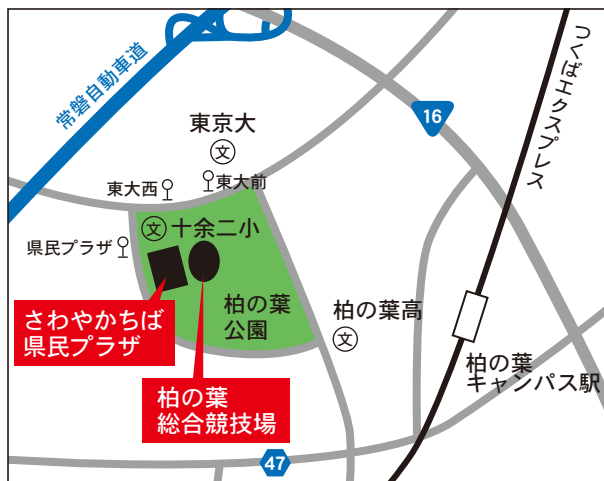 常磐自動車道
つくばエクスプレス
16
東京大
文
東大西
東大前
県民プラザ
文
十余二小
さわやかちば
県民プラザ
柏の葉
公園
柏の葉高
文
柏の葉
キャンパス駅
柏の葉
総合競技場
47